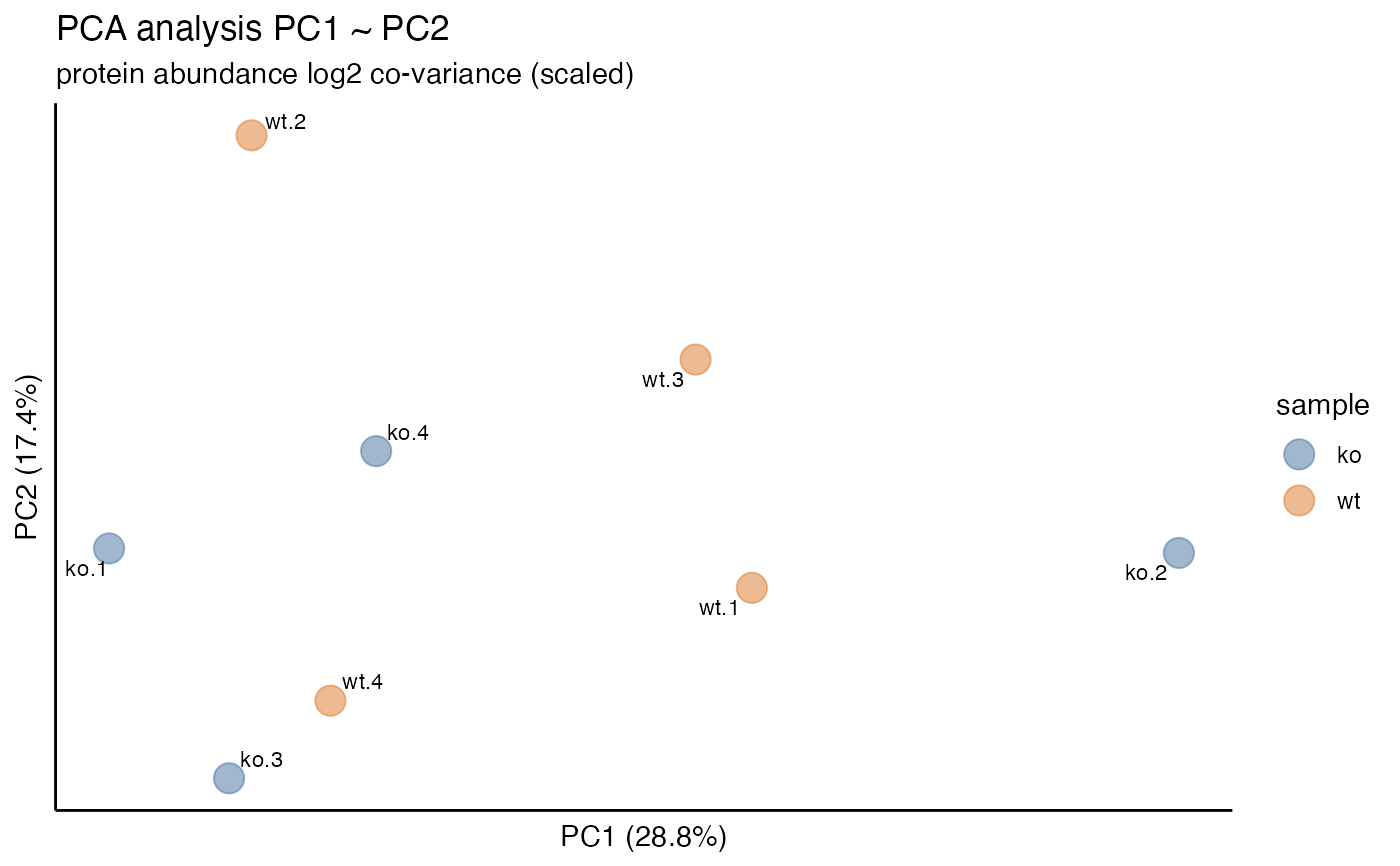 PCA analysis PC1 ~ PC2
protein abundance log2 co-variance (scaled)
wt.2
wt.3
ko.4
ko.1
ko.2
wt.1
wt.4
ko.3
PC2 (17.4%)
PC1 (28.8%)
sample
ko
wt